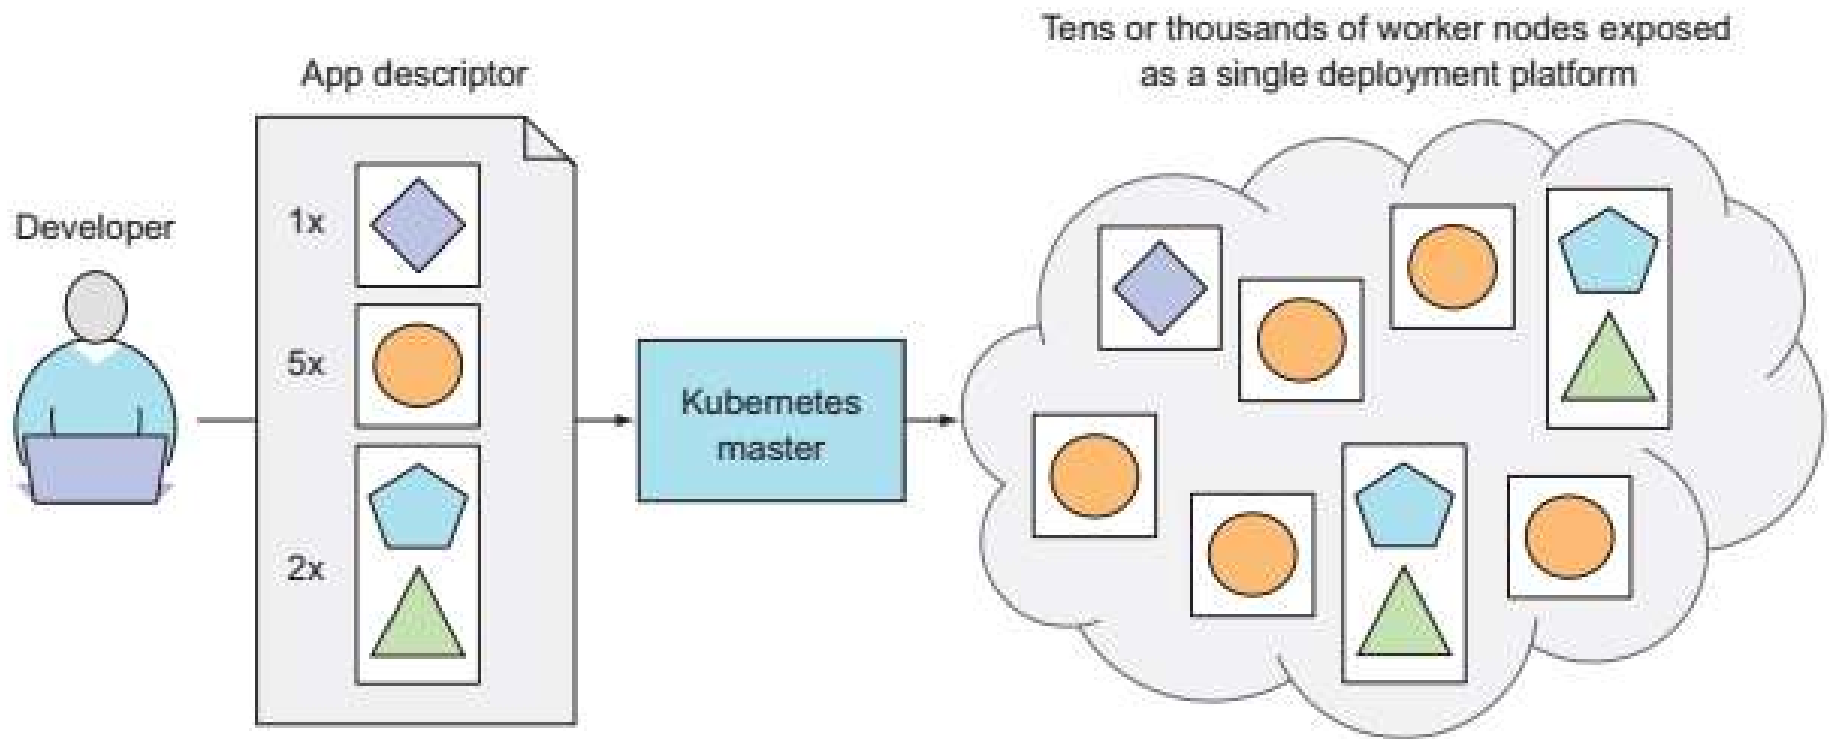 Tens or thousands of worker nodes exposed
as a single deployment platform
App descriptor
Developer
1x
5x
2x
Kubernetes
master